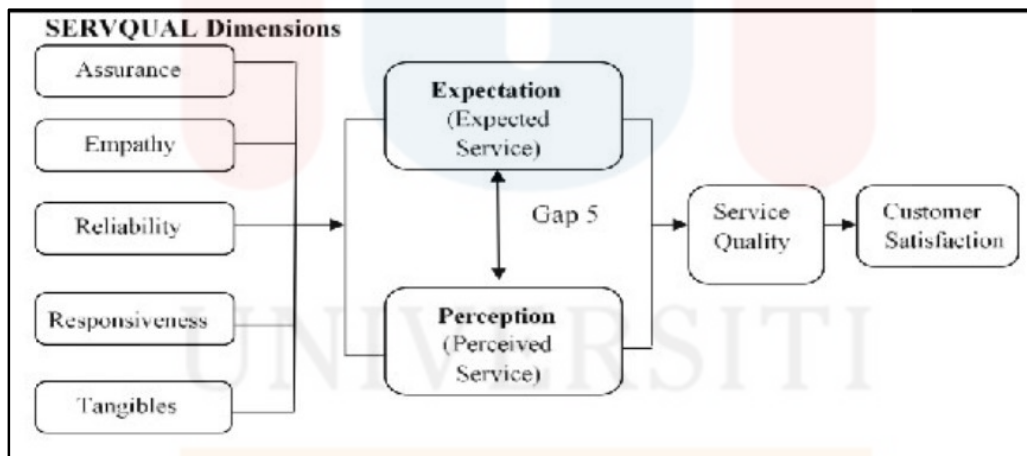 SERVQUAL Dimensions
Assurance
Empathy
Reliability
Responsiveness
Tangibles
Expectation
(Expected
Service)
Gap 5
Perception
(Perceived
Service)
Service
Quality
Customer
Satisfaction
UNIVERSITI